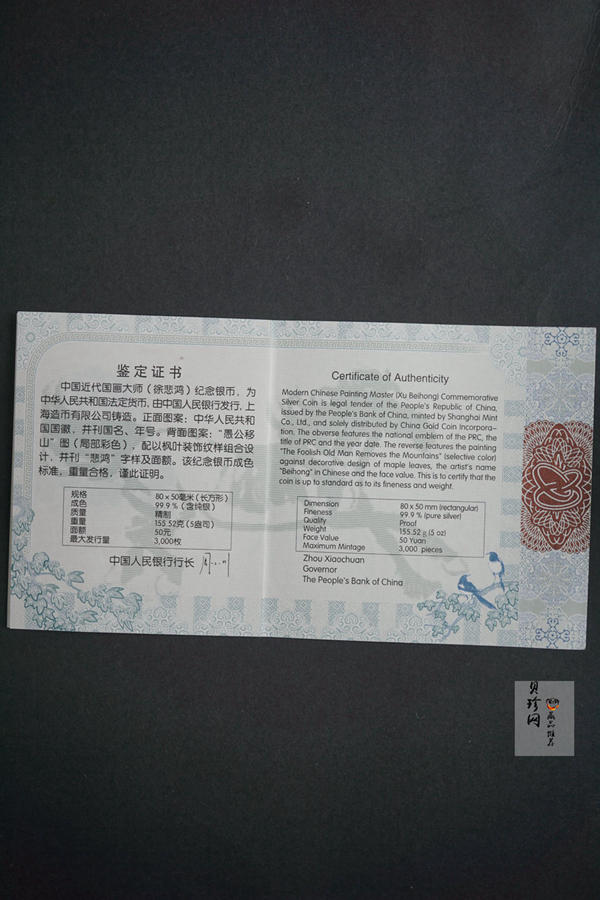 鉴定证书
中国近代国画大师（徐悲鸿）纪念银币，为
中华人民共和国法定货币，由中国人民银行发行，上
海造币有限公司铸造。正面图案：中华人民共和
国国徽，并刊国名、年号。背面图案：“愚公移
山”图（局部彩色），配以枫叶装饰纹样组合设
计，并刊“悲鸿”字样及面额。该纪念银币成色
标准，重量合格，谨此证明。
规格 80 x 50毫米（长方形）
成色 99.9 %（含纯银）
质量 精制
重量 155.52克(5盎司)
面额 50元
最大发行量 3,000枚
中国人民银行行长
Certificate of Authenticity
Modern Chinese Painting Master (Xu Beihong) Commemorative
Silver Coin is legal tender of the People's Republic of China,
issued by the People's Bank of China, minted by Shanghai Mint
Co., Ltd., and solely distributed by China Gold Coin Incorpora-
tion. The obverse features the national emblem of the PRC, the
title of PRC and the year date. The reverse features the painting
"The Foolish Old Man Removes the Mountains" (selective color)
against decorative design of maple leaves, the artist's name
"Beihong" in Chinese and the face value. This is to certify that the
coin is up to standard as to its fineness and weight.
Dimension 80 x 50 mm (rectangular)
Fineness 99.9 % (pure silver)
Quality Proof
Weight 155.52 g (5 oz)
Face Value 50 Yuan
Maximum Mintage 3,000 pieces
Zhou Xiaochuan
Governor
The People's Bank of China
贝珍网
藏品推荐